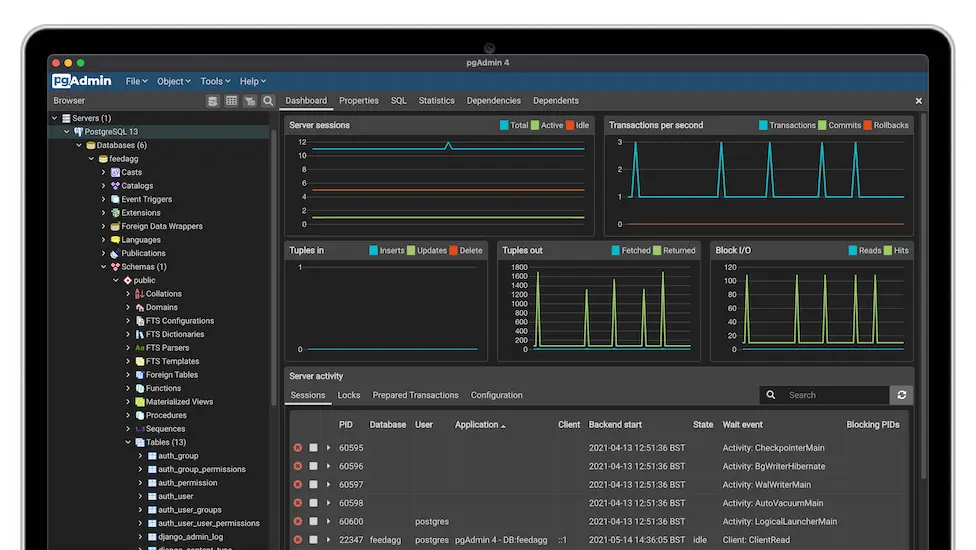 pgAdmin 4
pgAdmin File Object Tools Help
Browser
Dashboard Properties SQL Statistics Dependencies Dependents
Servers (1)
PostgreSQL 13
Databases (6)
feedagg
Casts
Catalogs
Event Triggers
Extensions
Foreign Data Wrappers
Languages
Publications
Schemas (1)
public
Collations
Domains
FTS Configurations
FTS Dictionaries
FTS Parsers
FTS Templates
Foreign Tables
Functions
Materialized Views
Procedures
Sequences
Tables (13)
auth_group
auth_group_permissions
auth_permission
auth_user
auth_user_groups
auth_user_user_permissions
django_admin_log
django_content_type
Server sessions Total Active Idle
12
10
8
6
4
2
0
Transactions per second Transactions Commits Rollbacks
3
2
1
0
Tuples in Inserts Updates Delete
1
0
Tuples out Fetched Returned
1800
1600
1400
1200
1000
800
600
400
200
0
Block I/O Reads Hits
120
100
80
60
40
20
0
Server activity
Sessions Locks Prepared Transactions Configuration
Search
PID Database User Application Client Backend start State Wait event Blocking PIDs
60595 2021-04-13 12:51:36 BST Activity: CheckpointerMain
60596 2021-04-13 12:51:36 BST Activity: BgWriterHibernate
60597 2021-04-13 12:51:36 BST Activity: WalWriterMain
60598 2021-04-13 12:51:36 BST Activity: AutoVacuumMain
60600 postgres 2021-04-13 12:51:36 BST Activity: LogicalLauncherMain
22347 feedagg postgres pgAdmin 4 - DB:feedagg ::1 2021-05-14 14:36:05 BST idle Client: ClientRead